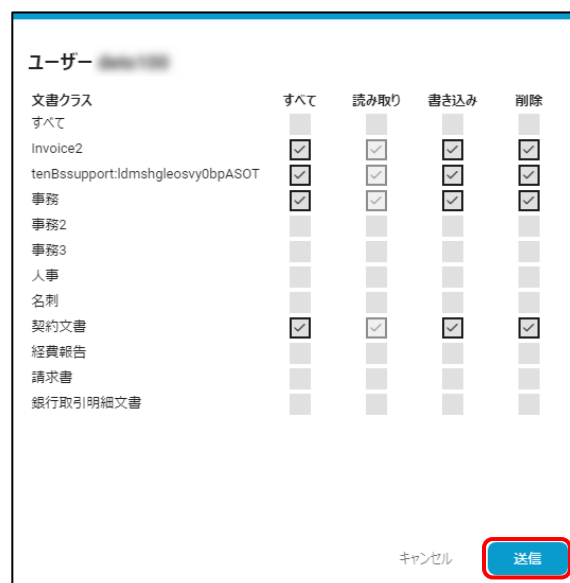 ユーザー
文書クラス すべて 読み取り 書き込み 削除
すべて
Invoice2
tenBssupport:ldmshgleosvy0bpASOT
事務
事務2
事務3
人事
名刺
契約文書
経費報告
請求書
銀行取引明細文書
キャンセル 送信